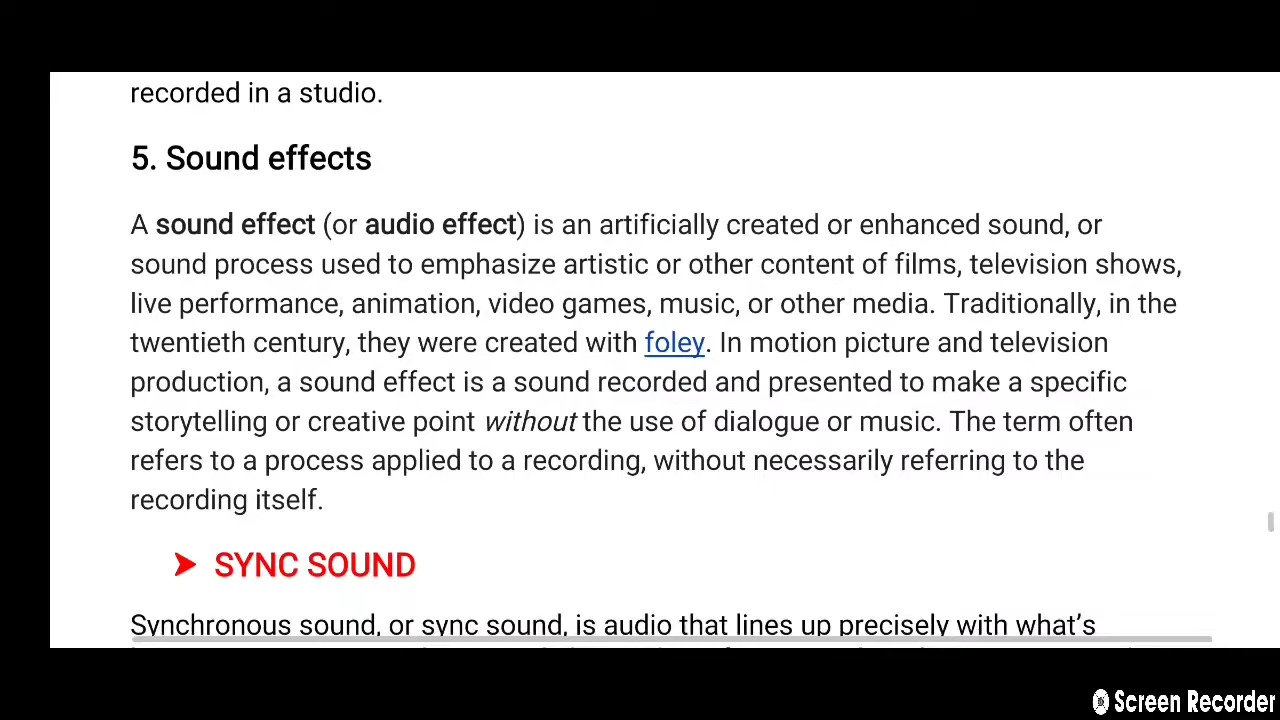 recorded in a studio.
5. Sound effects
A sound effect (or audio effect) is an artificially created or enhanced sound, or
sound process used to emphasize artistic or other content of films, television shows,
live performance, animation, video games, music, or other media. Traditionally, in the
twentieth century, they were created with foley. In motion picture and television
production, a sound effect is a sound recorded and presented to make a specific
storytelling or creative point without the use of dialogue or music. The term often
refers to a process applied to a recording, without necessarily referring to the
recording itself.
➤ SYNC SOUND
Synchronous sound, or sync sound, is audio that lines up precisely with what’s
Screen Recorder